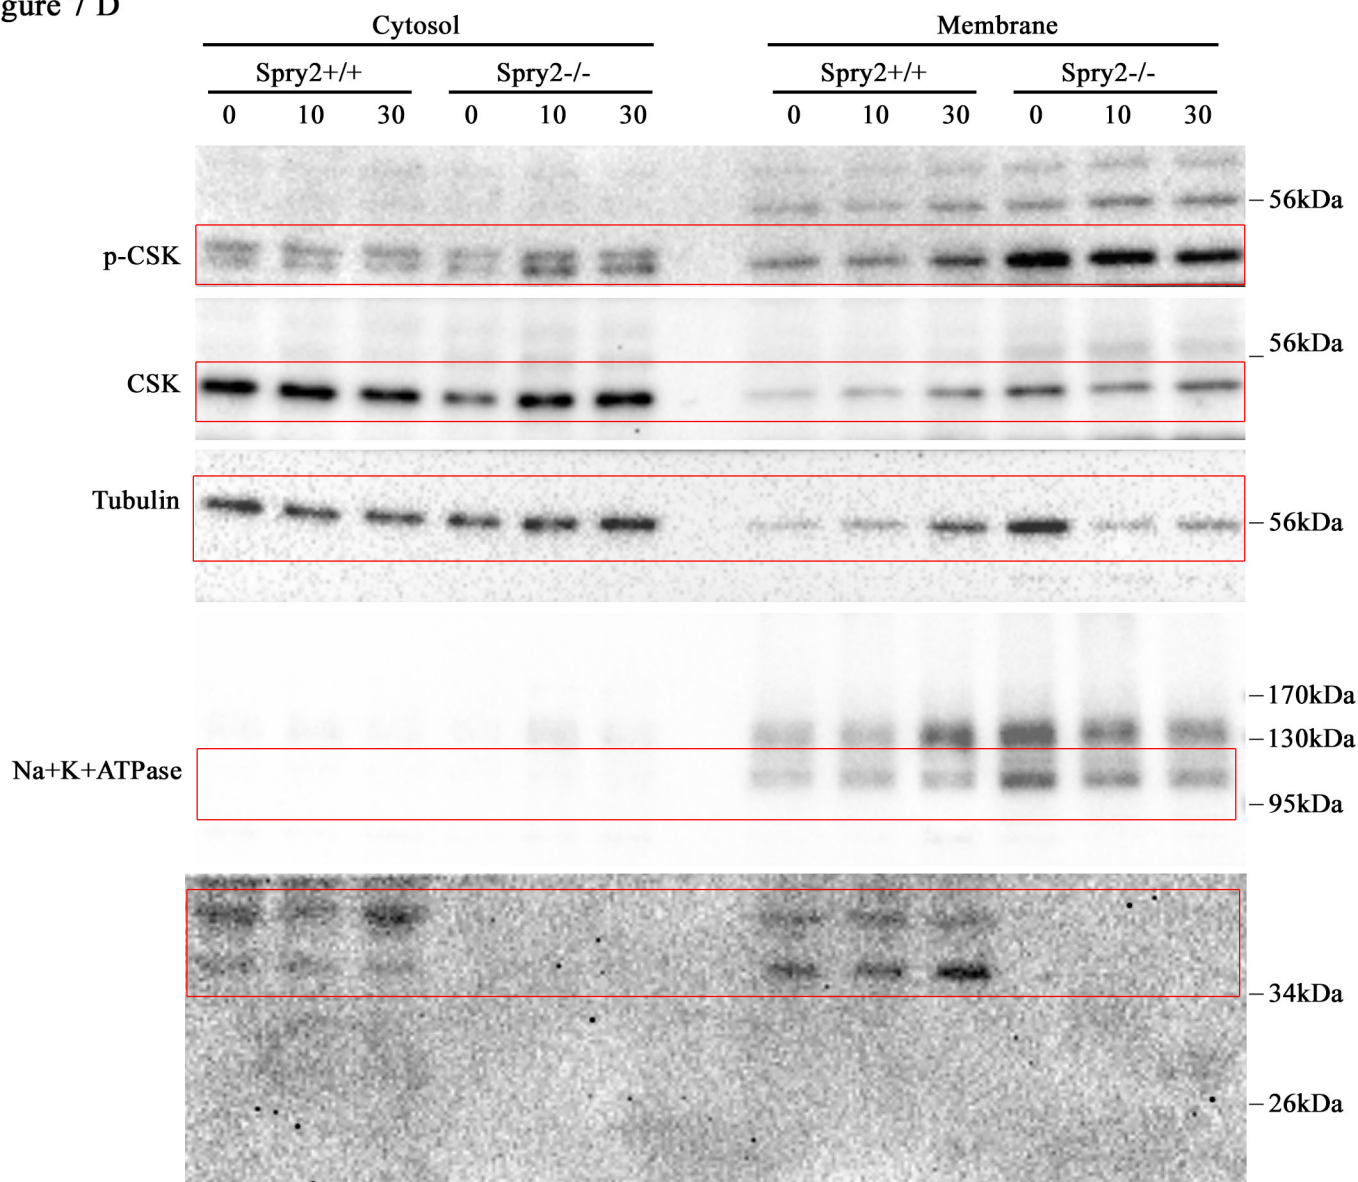 gure 7 D
Cytosol Membrane
Spry2+/+ Spry2-/- Spry2+/+ Spry2-/-
0 10 30 0 10 30 0 10 30 0 10 30
56kDa
p-CSK
56kDa
CSK
Tubulin
56kDa
170kDa
130kDa
Na+K+ATPase
95kDa
34kDa
26kDa